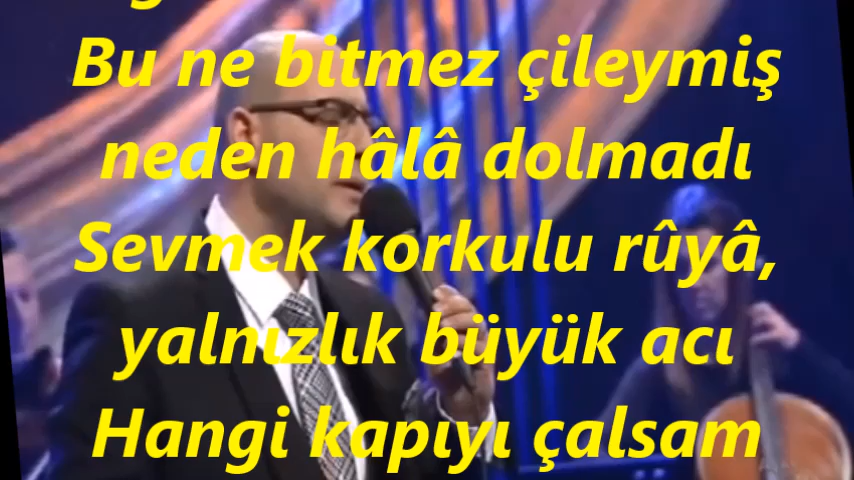 Bu ne bitmez çileymiş
neden hâlâ dolmadı
Sevmek korkulu rûyâ,
yalnızlık büyük acı
Hangi kapıyı çalsam